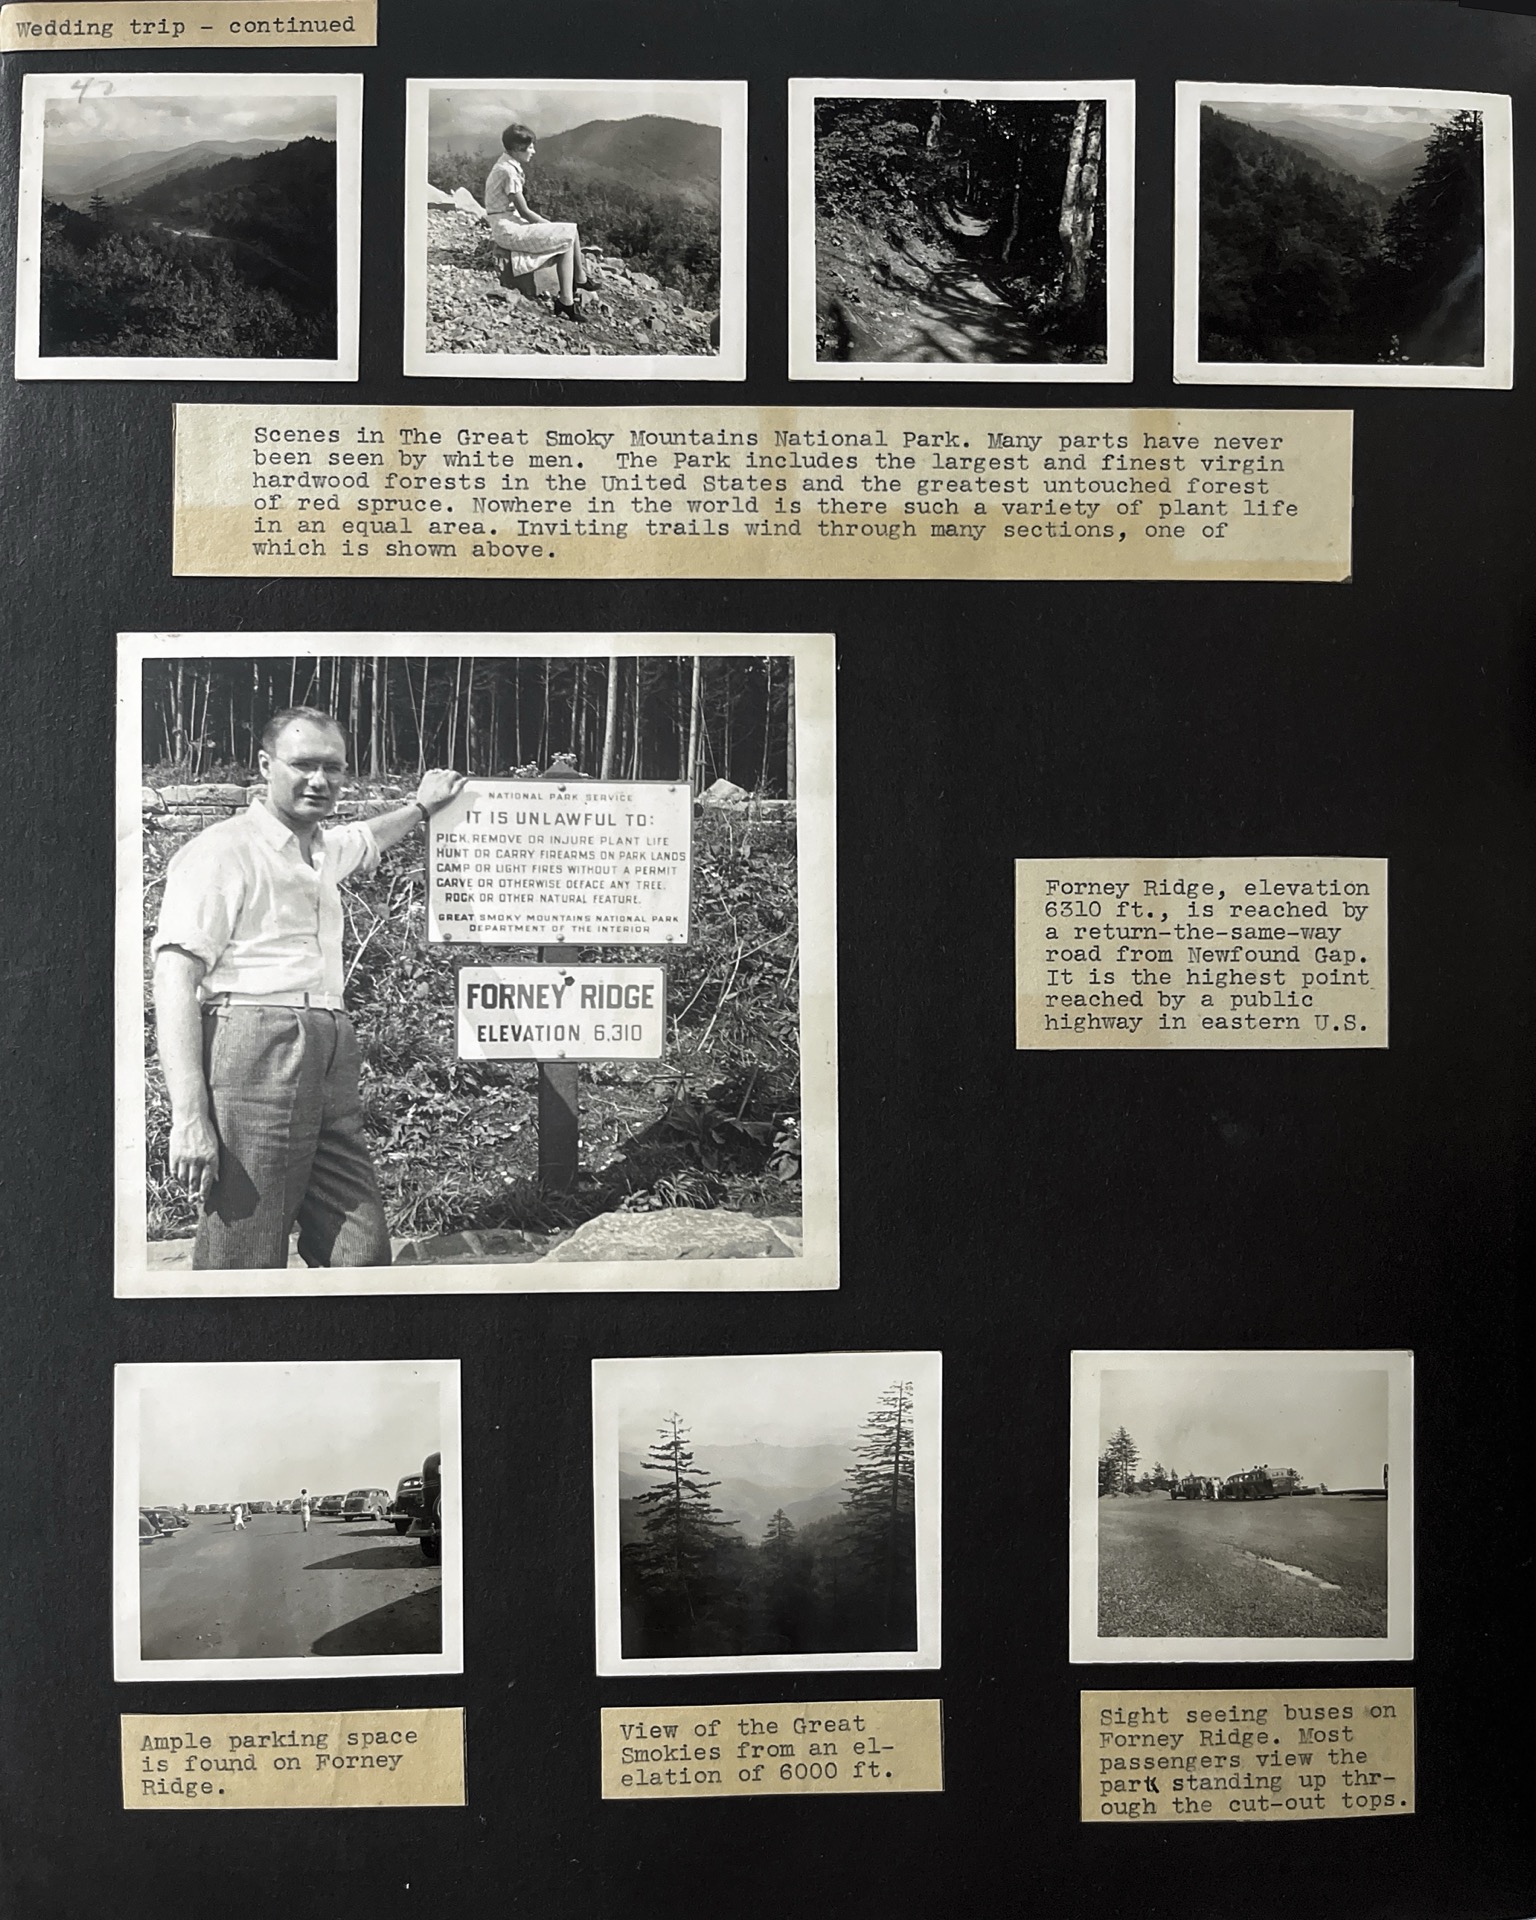 Wedding trip - continued
42
Scenes in The Great Smoky Mountains National Park. Many parts have never
been seen by white men.  The Park includes the largest and finest virgin
hardwood forests in the United States and the greatest untouched forest
of red spruce. Nowhere in the world is there such a variety of plant life
in an equal area. Inviting trails wind through many sections, one of
which is shown above.
NATIONAL PARK SERVICE
IT IS UNLAWFUL TO:
PICK, REMOVE OR INJURE PLANT LIFE
HUNT OR CARRY FIREARMS ON PARK LANDS
CAMP OR LIGHT FIRES WITHOUT A PERMIT
CARVE OR OTHERWISE DEFACE ANY TREE,
ROCK OR OTHER NATURAL FEATURE.
GREAT SMOKY MOUNTAINS NATIONAL PARK
DEPARTMENT OF THE INTERIOR
FORNEY RIDGE
ELEVATION 6,310
Forney Ridge, elevation
6310 ft., is reached by
a return-the-same-way
road from Newfound Gap.
It is the highest point
reached by a public
highway in eastern U.S.
Ample parking space
is found on Forney
Ridge.
View of the Great
Smokies from an el-
elation of 6000 ft.
Sight seeing buses on
Forney Ridge. Most
passengers view the
park standing up thr-
ough the cut-out tops.